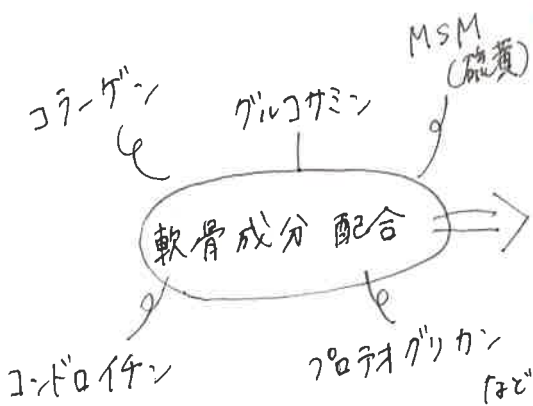 MSM
(硫黄)
コラーゲン
グルコサミン
軟骨成分 配合
コンドロイチン
プロテオグリカン
など